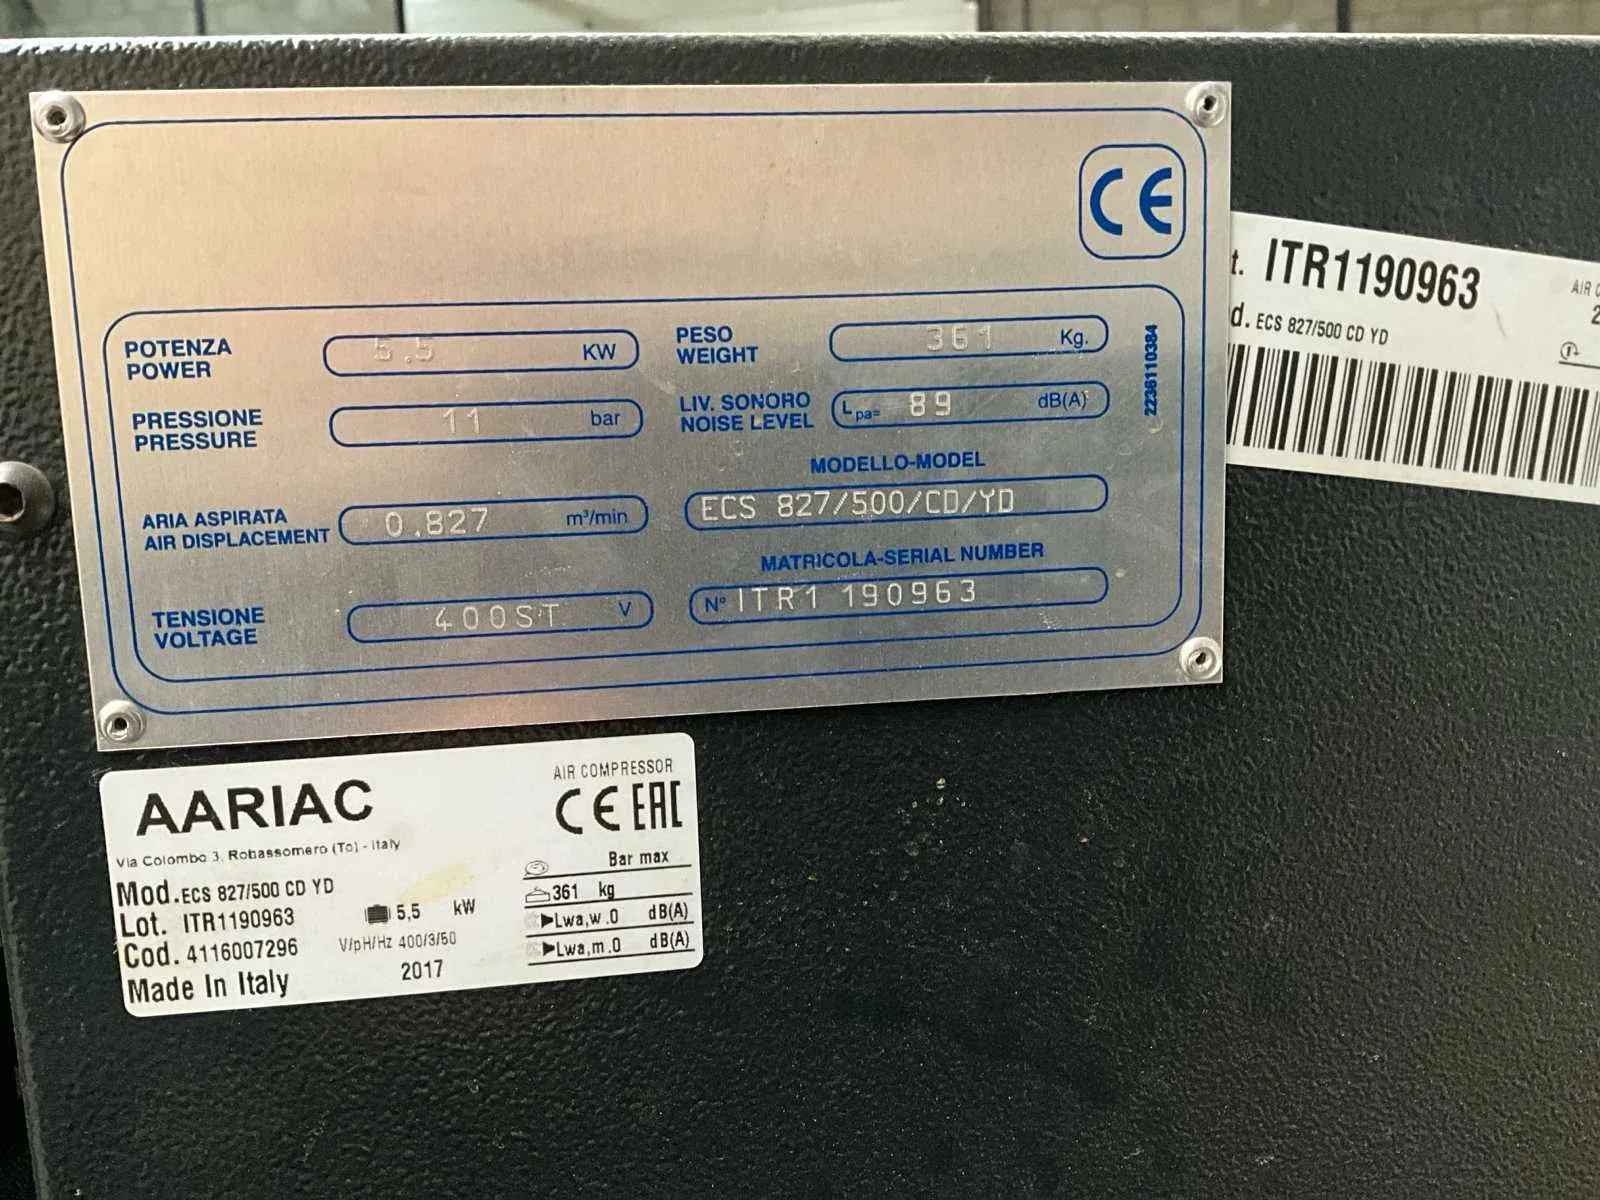 CE
POTENZA
POWER
5.5 KW
PESO
WEIGHT
361 Kg.
PRESSIONE
PRESSURE
11 bar
LIV. SONORO
NOISE LEVEL
Lpa= 89 dB(A)
2236110384
MODELLO-MODEL
ECS 827/500/CD/YD
ARIA ASPIRATA
AIR DISPLACEMENT
0.827 m³/min
MATRICOLA-SERIAL NUMBER
N° ITR1 190963
TENSIONE
VOLTAGE
400ST V
t. ITR1190963
d. ECS 827/500 CD YD
AIR
2
AARIAC
Via Colombo 3, Robassomero (To) - Italy
Mod. ECS 827/500 CD YD
Lot. ITR1190963
5,5 kW
Cod. 4116007296
V/pH/Hz 400/3/50
Made In Italy
2017
AIR COMPRESSOR
CE EAC
Bar max
361 kg
Lwa,w.0 dB(A)
Lwa,m.0 dB(A)